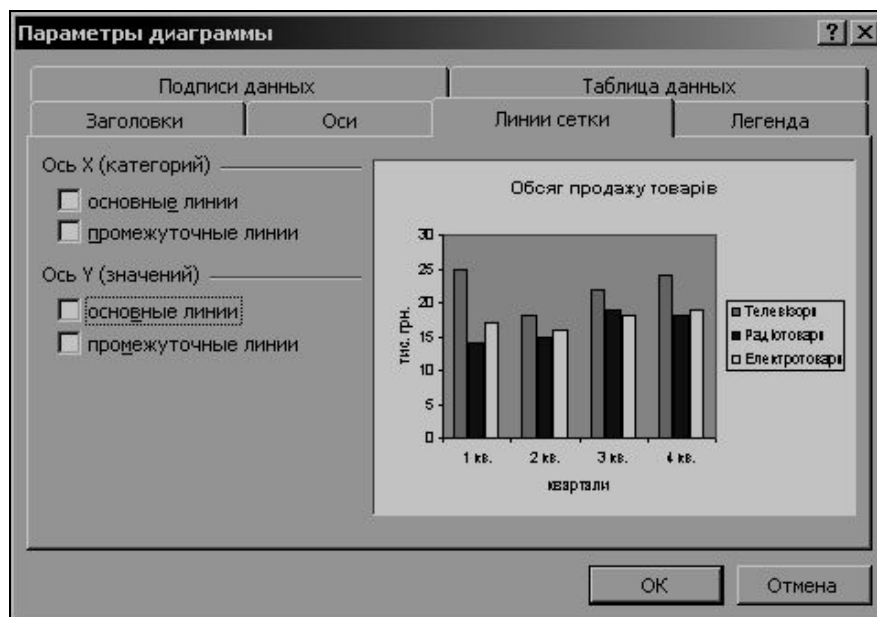 Параметры диаграммы
Подписи данных
Таблица данных
Заголовки
Оси
Линии сетки
Легенда
Ось X (категорий)
основные линии
промежуточные линии
Ось Y (значений)
основные линии
промежуточные линии
Обсяг продажу товарів
тис. грн.
30
25
20
15
10
5
0
1 кв.
2 кв.
3 кв.
4 кв.
квартали
Телевізори
Радіотовари
Електротовари
ОК
Отмена